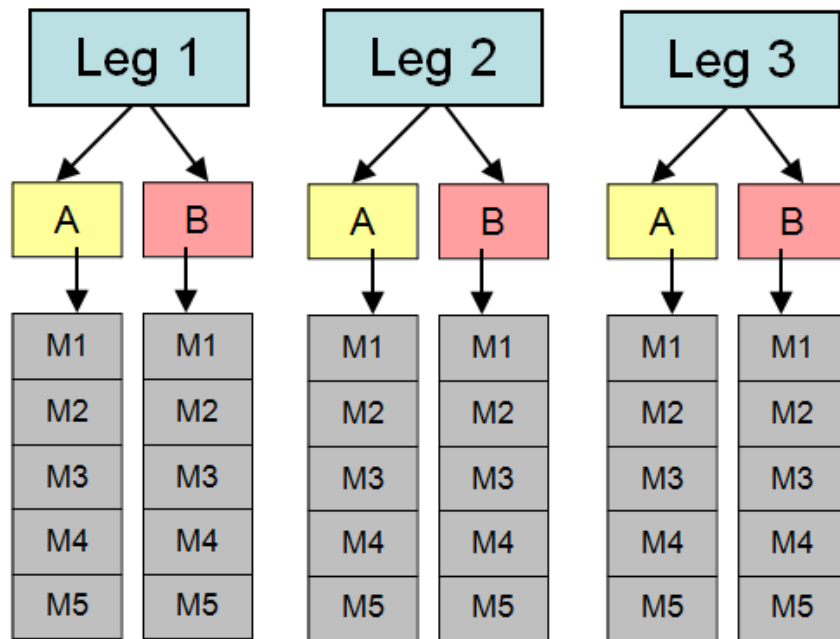 Leg 1 Leg 2 Leg 3
A B A B A B
M1 M1 M1 M1 M1 M1
M2 M2 M2 M2 M2 M2
M3 M3 M3 M3 M3 M3
M4 M4 M4 M4 M4 M4
M5 M5 M5 M5 M5 M5